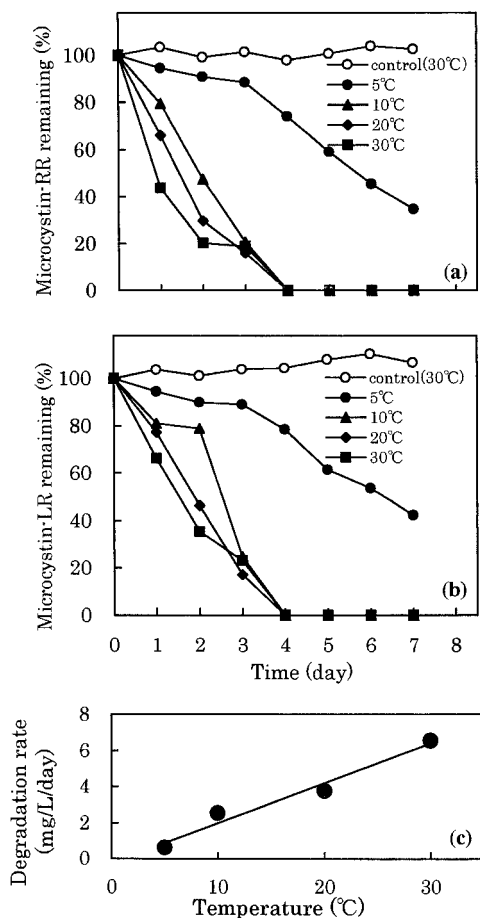 Microcystin-RR remaining (%)
100
80
60
40
20
0
control(30℃)
5℃
10℃
20℃
30℃
(a)
Microcystin-LR remaining (%)
100
80
60
40
20
0
control(30℃)
5℃
10℃
20℃
30℃
(b)
0 1 2 3 4 5 6 7 8
Time (day)
Degradation rate
(mg/L/day)
8
6
4
2
0
(c)
0 10 20 30
Temperature (℃)